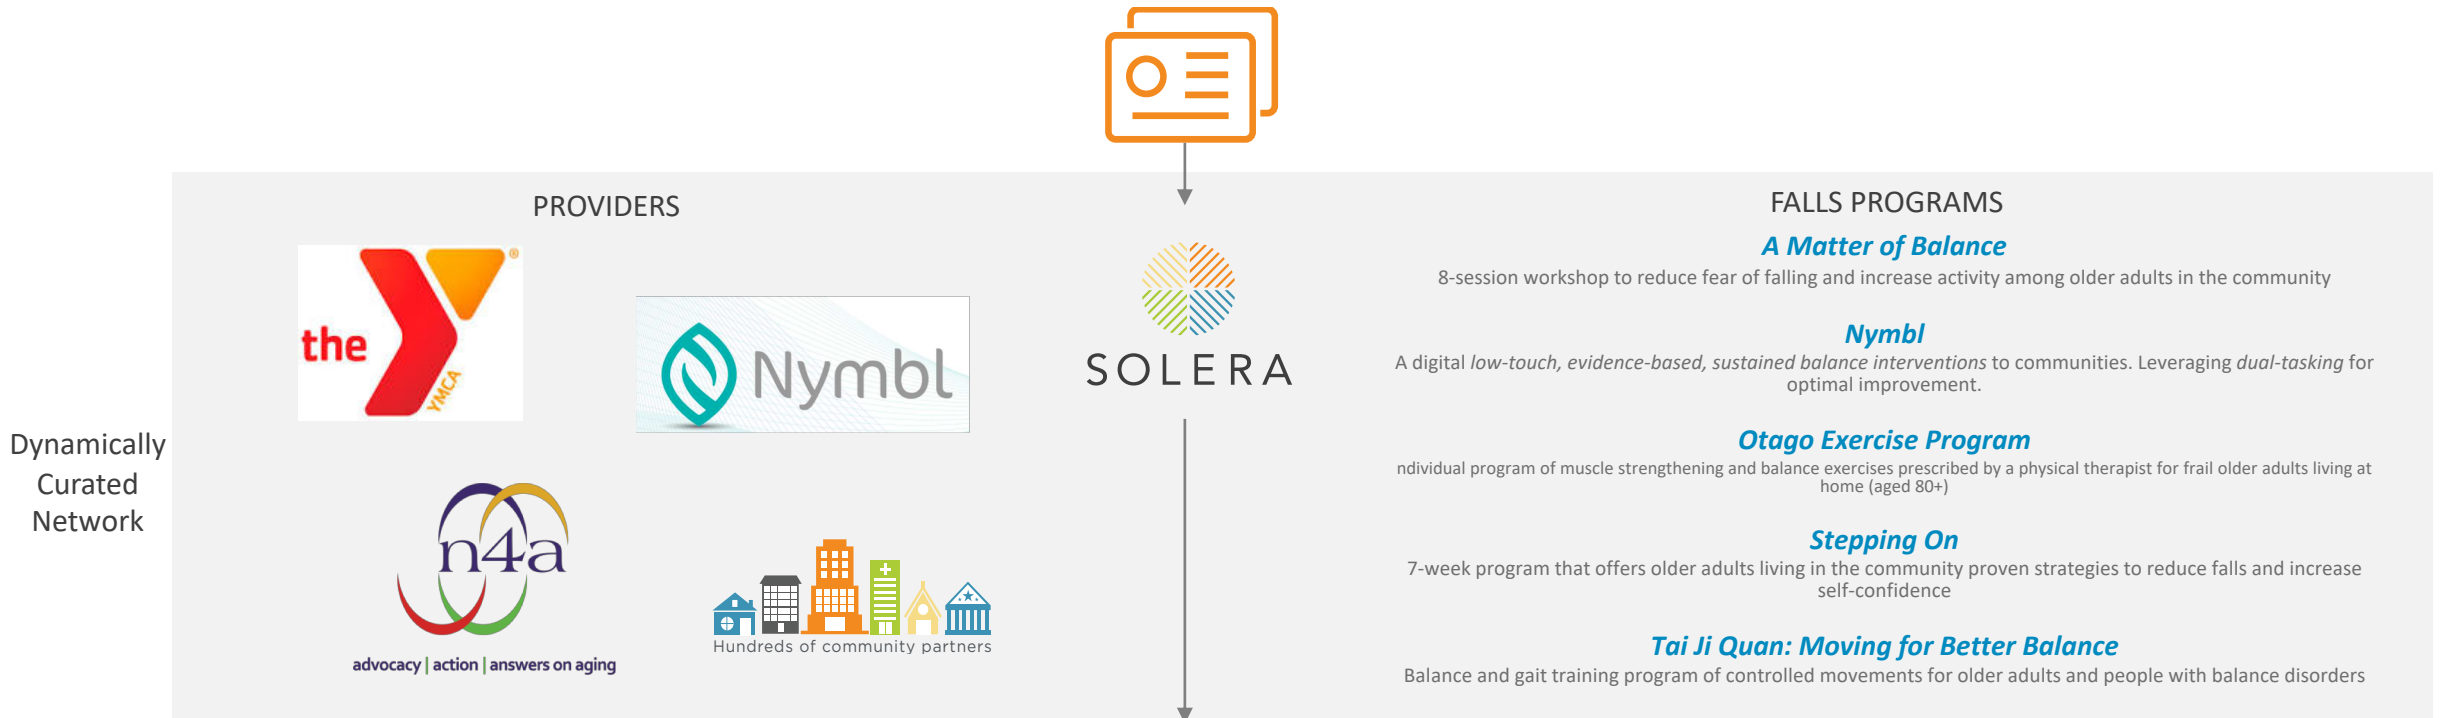 Dynamically
Curated
Network
PROVIDERS
the
YMCA
®
Nymbl
n4a
advocacy | action | answers on aging
Hundreds of community partners
SOLERA
FALLS PROGRAMS
A Matter of Balance
8-session workshop to reduce fear of falling and increase activity among older adults in the community
Nymbl
A digital low-touch, evidence-based, sustained balance interventions to communities. Leveraging dual-tasking for
optimal improvement.
Otago Exercise Program
ndividual program of muscle strengthening and balance exercises prescribed by a physical therapist for frail older adults living at
home (aged 80+)
Stepping On
7-week program that offers older adults living in the community proven strategies to reduce falls and increase
self-confidence
Tai Ji Quan: Moving for Better Balance
Balance and gait training program of controlled movements for older adults and people with balance disorders